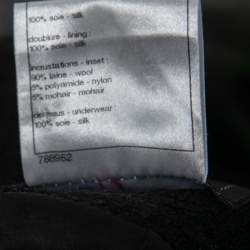 100% soie - silk
doublure - lining :
100% soie - silk
incrustations - inset :
90% laine - wool
5% polyamide - nylon
5% mohair - mohair
dessous - underwear
100% soie - silk
788962